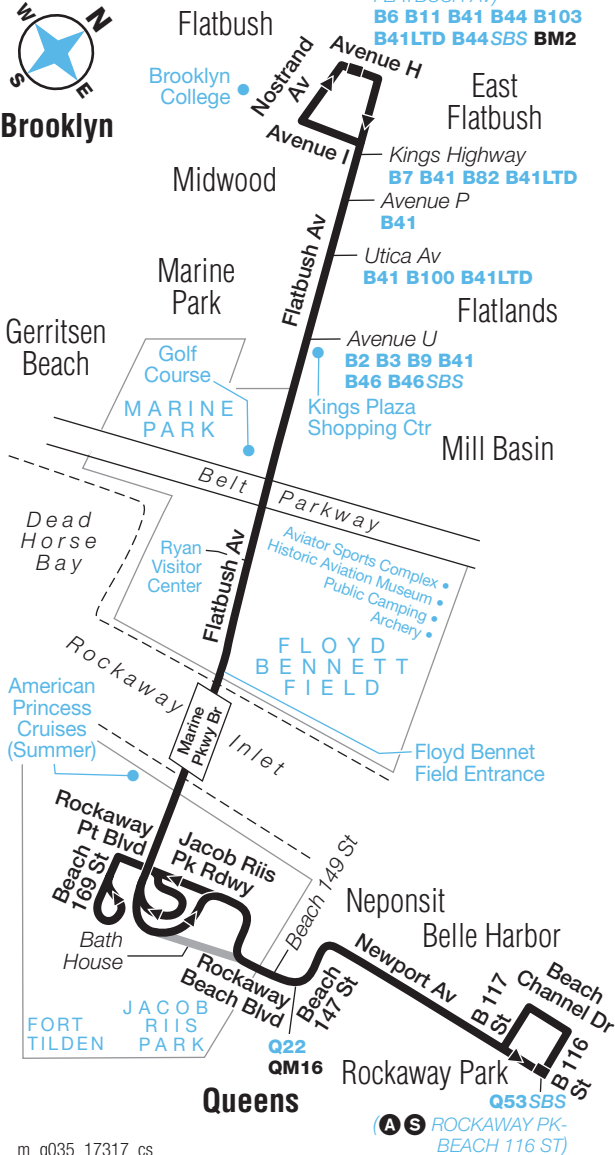 N
W
S
E
Brooklyn
Flatbush
B6 B11 B41 B44 B103
B41LTD B44SBS BM2
Brooklyn
College
Nostrand
Av
Avenue H
Avenue I
East
Flatbush
Midwood
Kings Highway
B7 B41 B82 B41LTD
Avenue P
B41
Flatbush Av
Utica Av
B41 B100 B41LTD
Marine
Park
Flatlands
Gerritsen
Beach
Golf
Course
MARINE
PARK
Avenue U
B2 B3 B9 B41
B46 B46SBS
Kings Plaza
Shopping Ctr
Mill Basin
Belt Parkway
Dead
Horse
Bay
Ryan
Visitor
Center
Flatbush Av
Aviator Sports Complex •
Historic Aviation Museum •
Public Camping •
Archery •
FLOYD
BENNETT
FIELD
Rockaway Inlet
Marine
Pkwy Br
American
Princess
Cruises
(Summer)
Floyd Bennet
Field Entrance
Rockaway
Pt Blvd
Jacob Riis
Pk Rdwy
Beach
169 St
Beach 149 St
Bath
House
Neponsit
Belle Harbor
Rockaway
Beach Blvd
Beach
147 St
Newport Av
B 117
St
Beach
Channel Dr
B 116
St
FORT
TILDEN
JACOB
RIIS
PARK
Q22
QM16
Rockaway Park
Queens
Q53SBS
(A S ROCKAWAY PK-
BEACH 116 ST)
m_q035_17317_cs